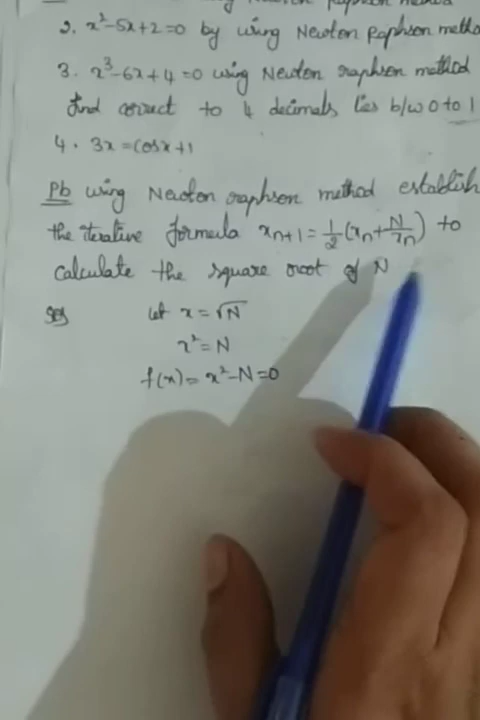 2. x²-5x+2=0 by using Newton Raphson metho
3. x³-6x+4=0 using Newton raphson method
find correct to 4 decimals lies b/w 0 to 1
4. 3x=cosx+1
Pb using Newton raphson method establish
the iterative formula xₙ₊₁=1/2(xₙ+N/xₙ) to
calculate the square root of N
Sol let x=√N
x²=N
f(x)=x²-N=0